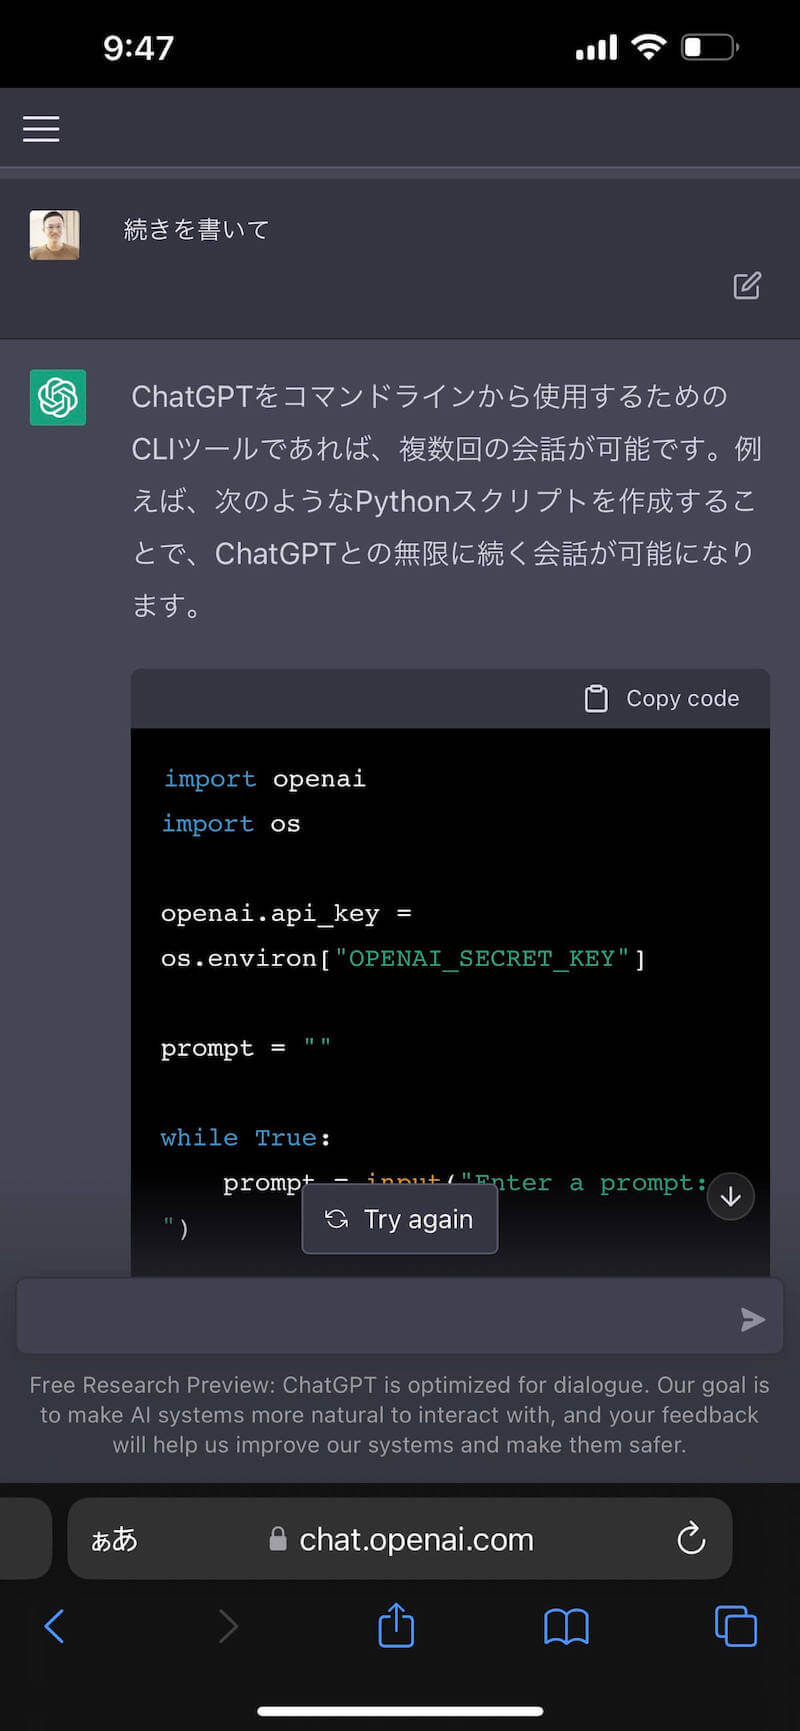 9:47
続きを書いて
ChatGPTをコマンドラインから使用するための
CLIツールであれば、複数回の会話が可能です。例
えば、次のようなPythonスクリプトを作成するこ
とで、ChatGPTとの無限に続く会話が可能になり
ます。
Copy code
import openai
import os
openai.api_key =
os.environ["OPENAI_SECRET_KEY"]
prompt = ""
while True:
prompt = input("Enter a prompt:
")
Try again
Free Research Preview: ChatGPT is optimized for dialogue. Our goal is
to make AI systems more natural to interact with, and your feedback
will help us improve our systems and make them safer.
ぁあ chat.openai.com